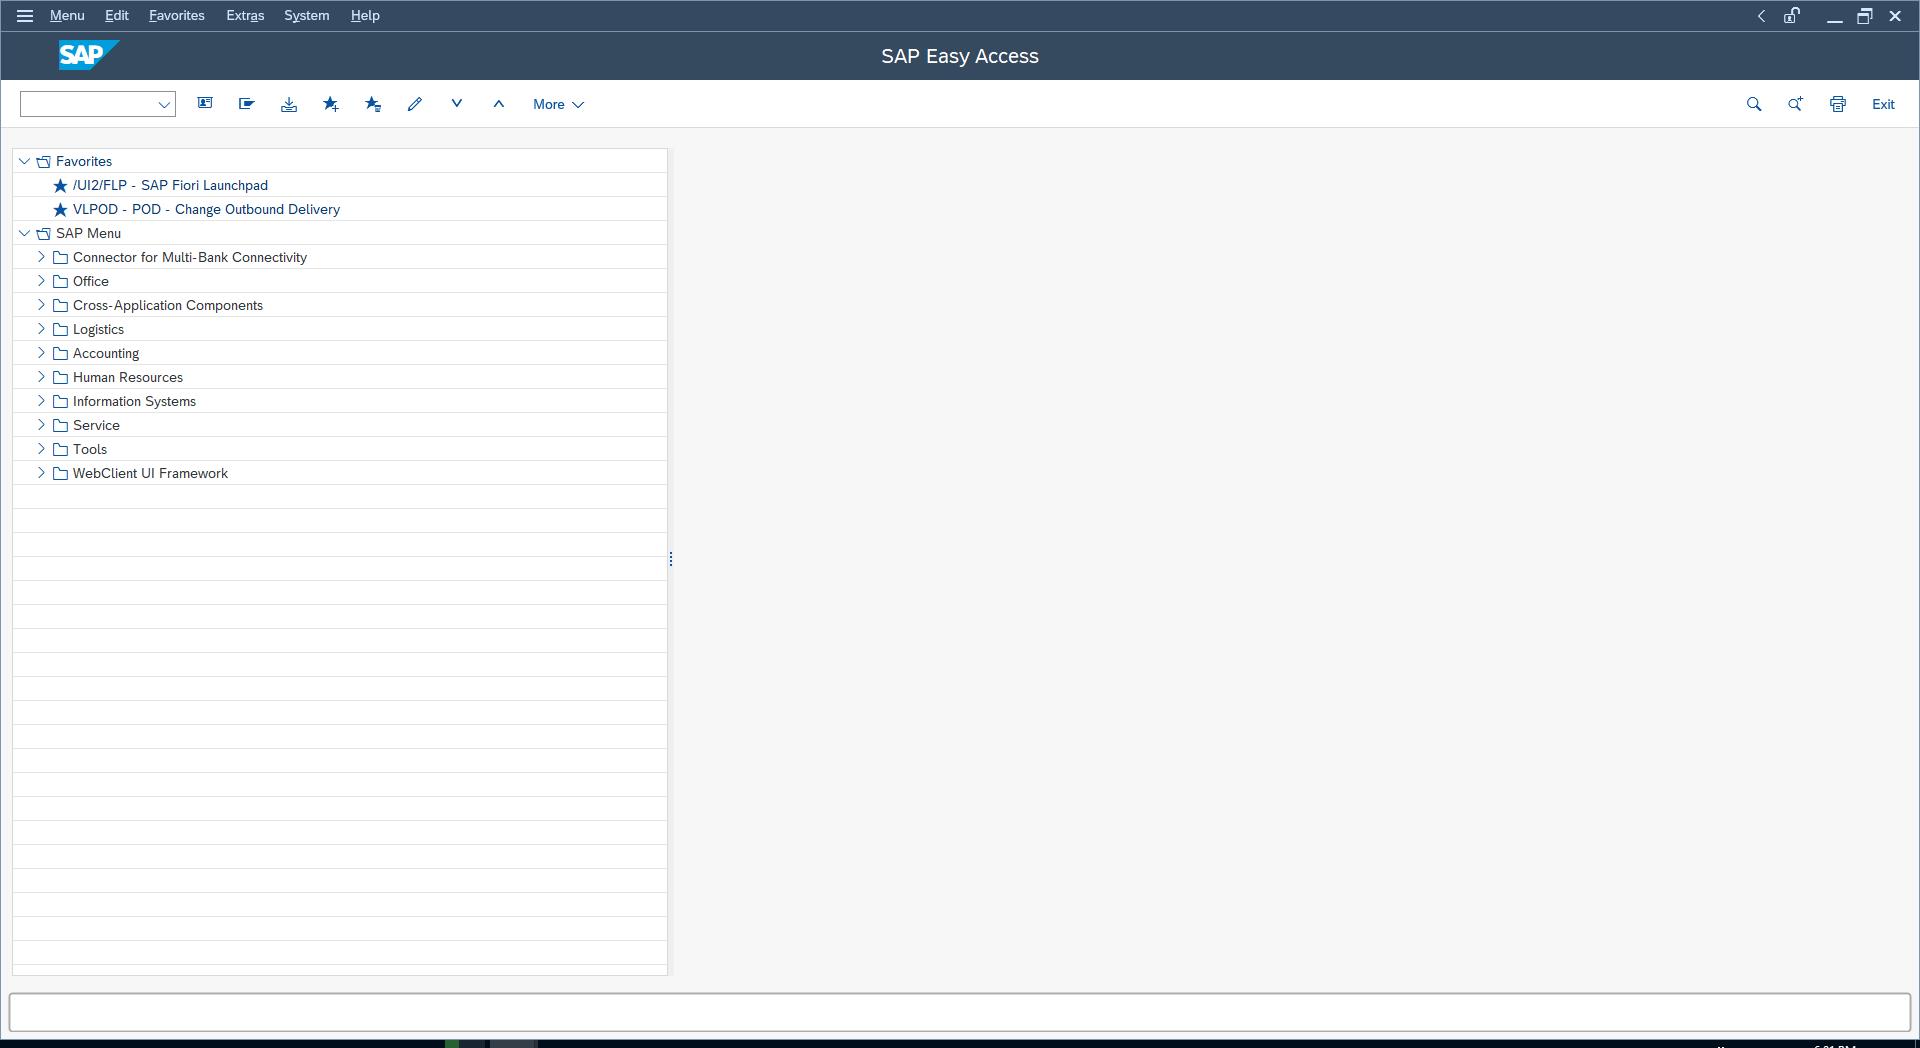 Menu Edit Favorites Extras System Help
SAP
SAP Easy Access
More
Exit
Favorites
/UI2/FLP - SAP Fiori Launchpad
VLPOD - POD - Change Outbound Delivery
SAP Menu
Connector for Multi-Bank Connectivity
Office
Cross-Application Components
Logistics
Accounting
Human Resources
Information Systems
Service
Tools
WebClient UI Framework